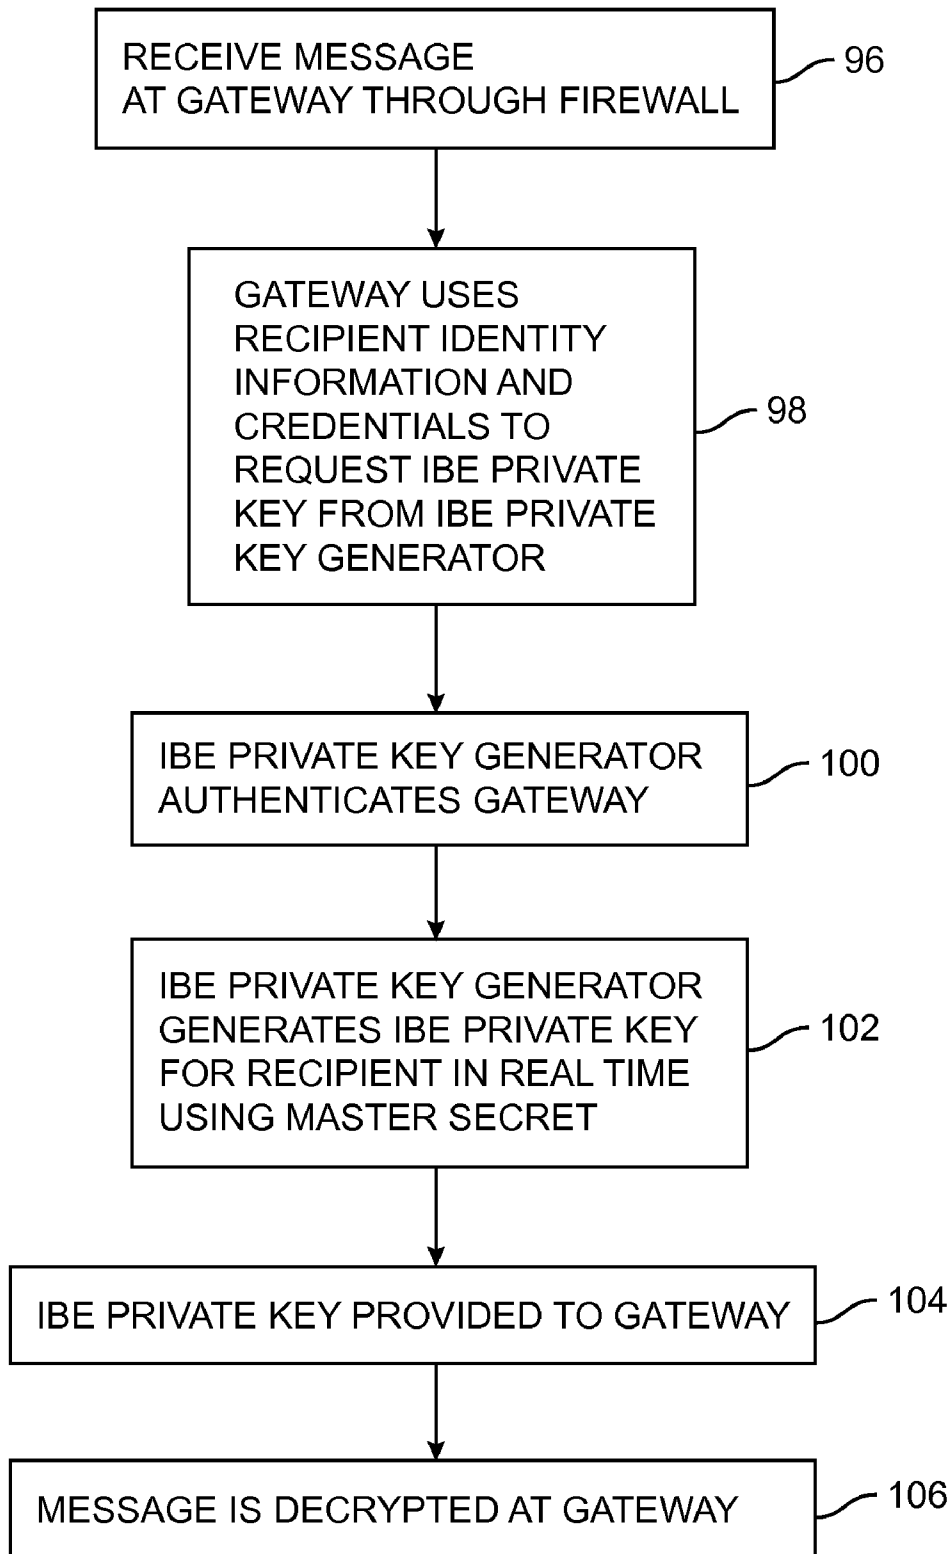 RECEIVE MESSAGE
AT GATEWAY THROUGH FIREWALL
96
GATEWAY USES
RECIPIENT IDENTITY
INFORMATION AND
CREDENTIALS TO
REQUEST IBE PRIVATE
KEY FROM IBE PRIVATE
KEY GENERATOR
98
IBE PRIVATE KEY GENERATOR
AUTHENTICATES GATEWAY
100
IBE PRIVATE KEY GENERATOR
GENERATES IBE PRIVATE KEY
FOR RECIPIENT IN REAL TIME
USING MASTER SECRET
102
IBE PRIVATE KEY PROVIDED TO GATEWAY
104
MESSAGE IS DECRYPTED AT GATEWAY
106